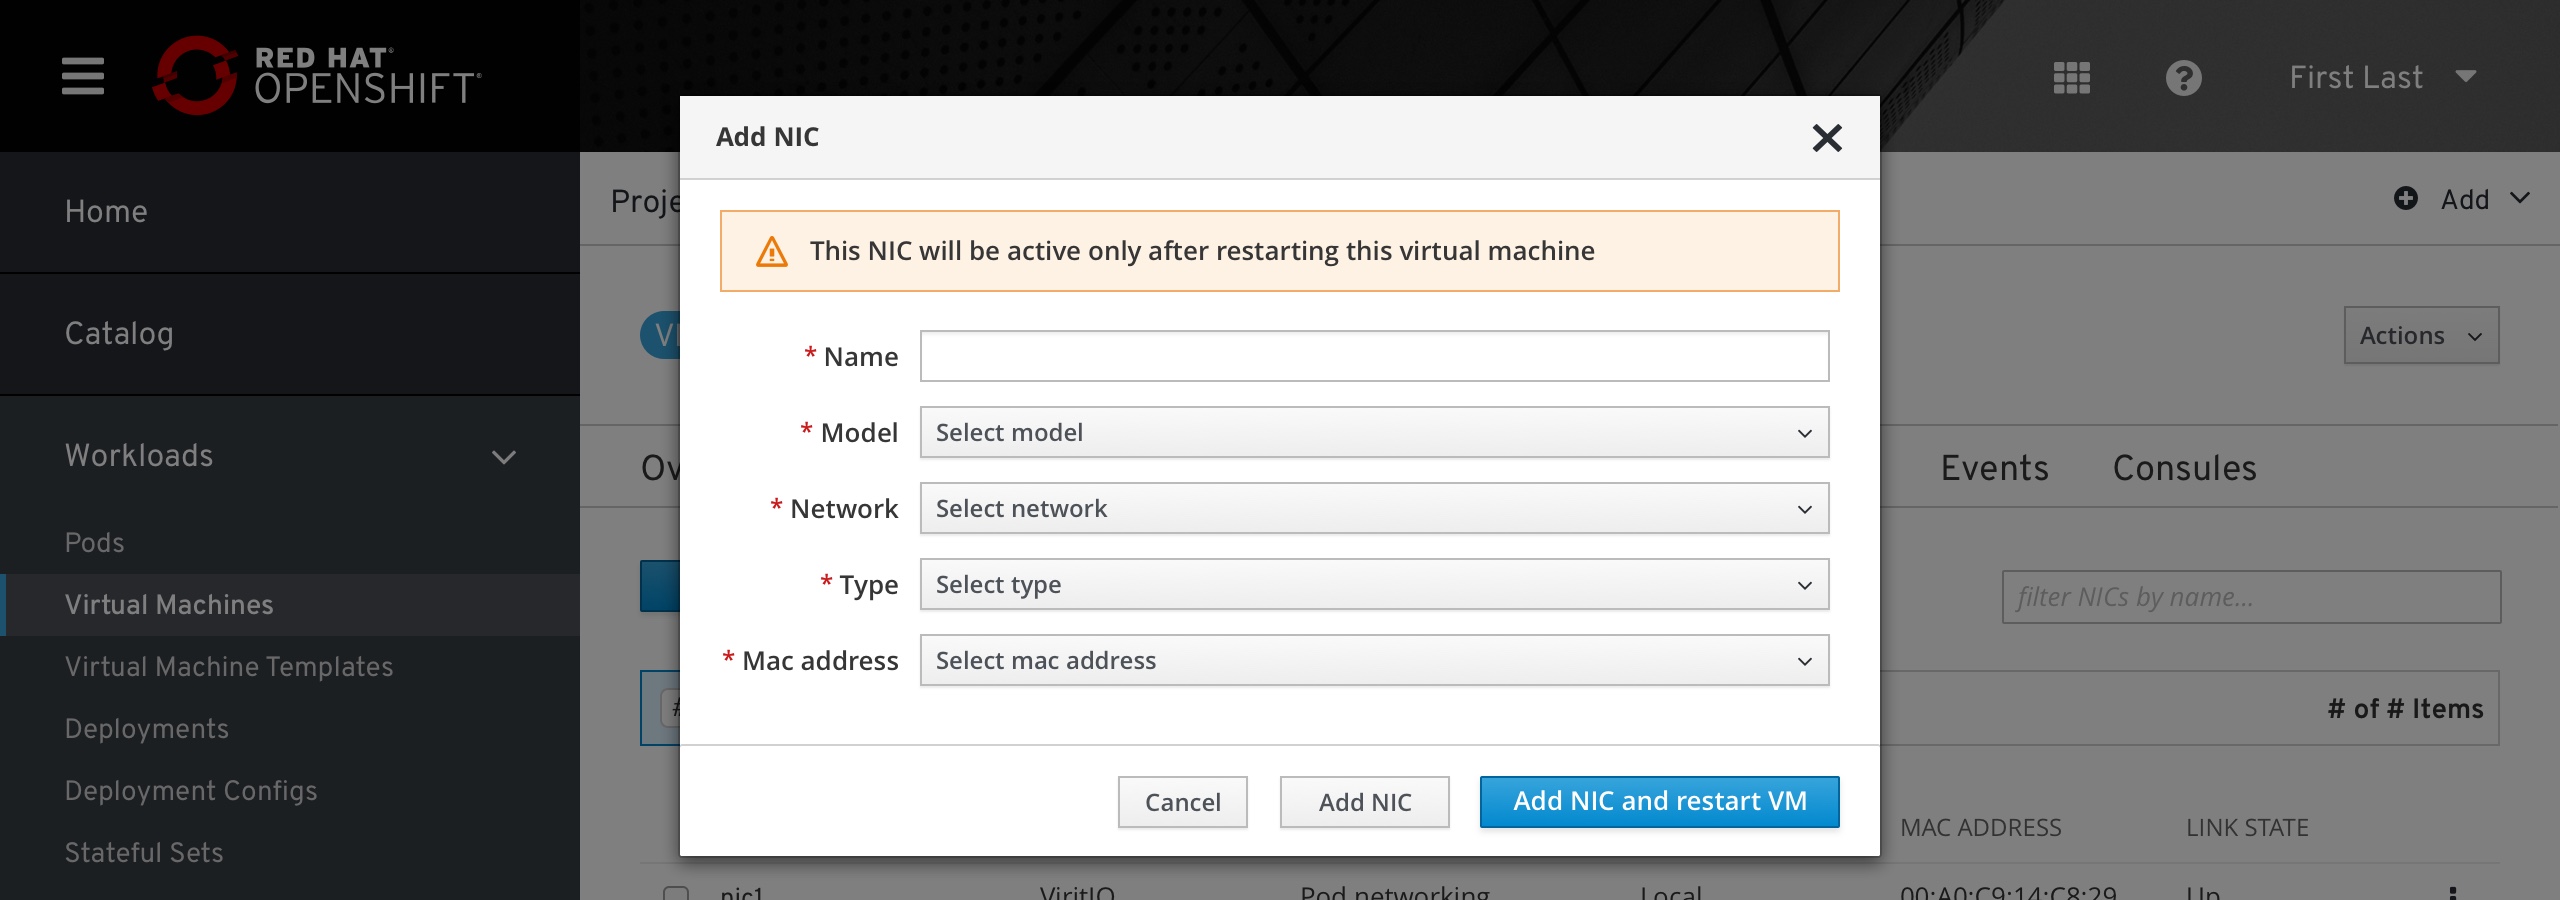 RED HAT®
OPENSHIFT®
First Last
Home
Catalog
Workloads
Pods
Virtual Machines
Virtual Machine Templates
Deployments
Deployment Configs
Stateful Sets
Add
Actions
Events Consules
filter NICs by name...
#
# of # Items
MAC ADDRESS LINK STATE
nic1 ViritIO Pod networking Local 00:A0:C9:14:C8:29 Up
Add NIC
This NIC will be active only after restarting this virtual machine
* Name
* Model Select model
* Network Select network
* Type Select type
* Mac address Select mac address
Cancel Add NIC Add NIC and restart VM